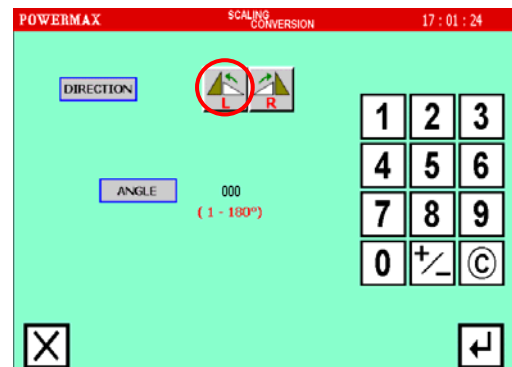 POWERMAX SCALING CONVERSION 17 : 01 : 24
DIRECTION L R
1 2 3
4 5 6
ANGLE 000
( 1 - 180º)
7 8 9
0 +/- ©
X ↵